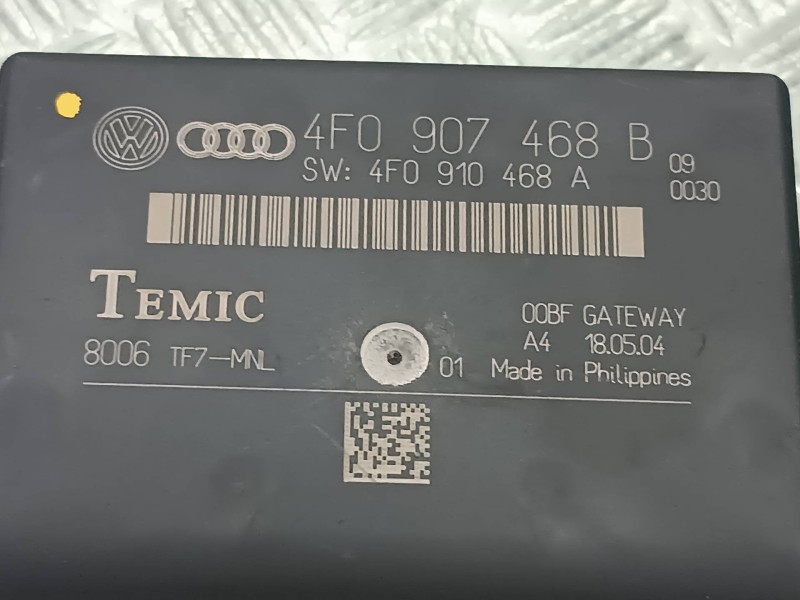 4F0 907 468 B 09
SW: 4F0 910 468 A 0030
TEMIC
00BF GATEWAY
A4 18.05.04
8006 TF7-MNL 01 Made in Philippines